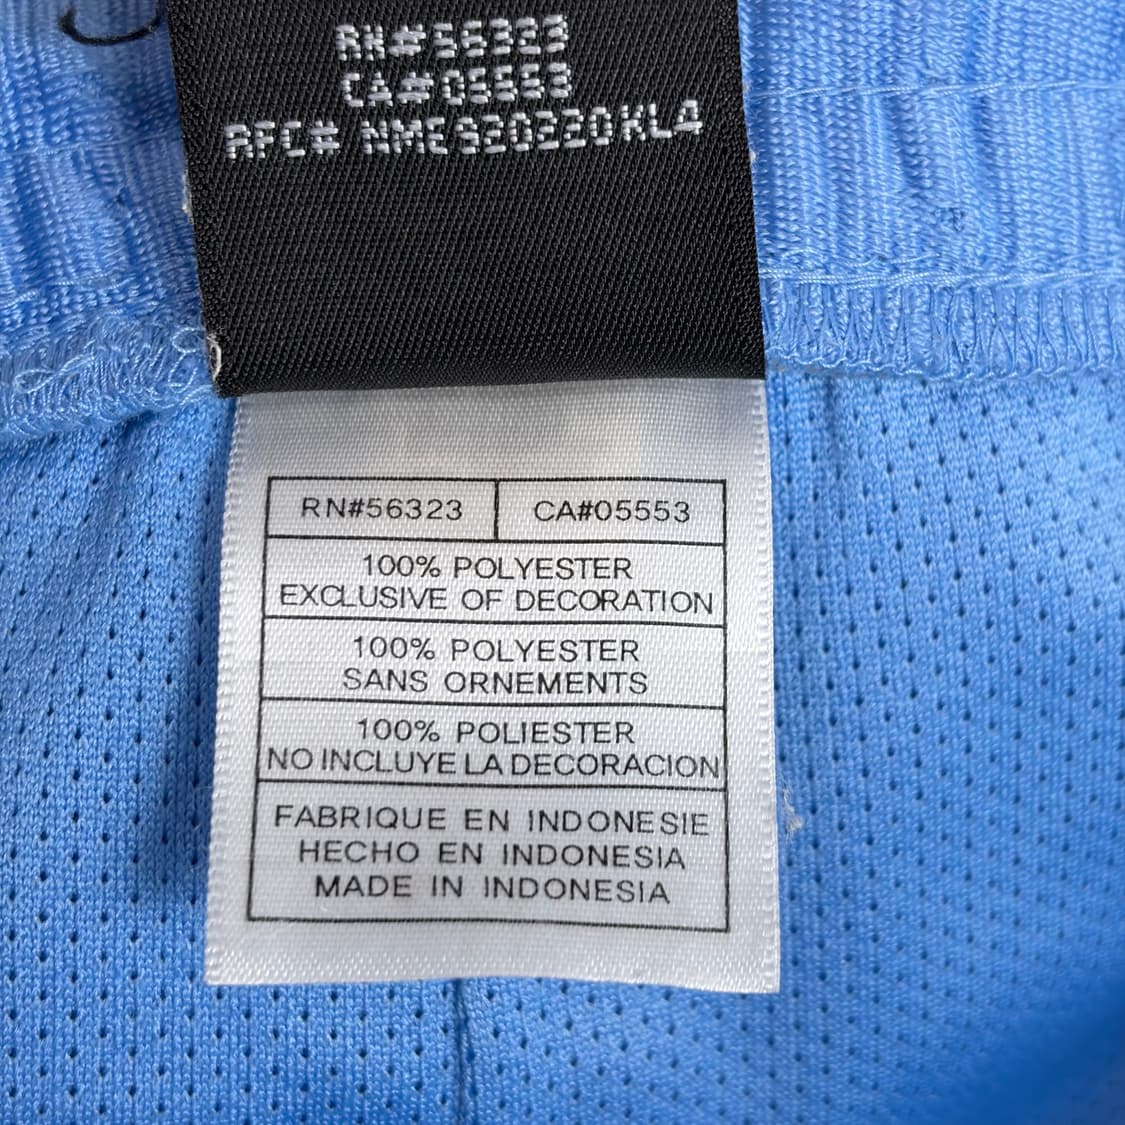 RN#56323
CA#05553
RFC# NMES20220KLA
RN#56323 CA#05553
100% POLYESTER
EXCLUSIVE OF DECORATION
100% POLYESTER
SANS ORNEMENTS
100% POLIESTER
NO INCLUYE LA DECORACION
FABRIQUE EN INDONESIE
HECHO EN INDONESIA
MADE IN INDONESIA